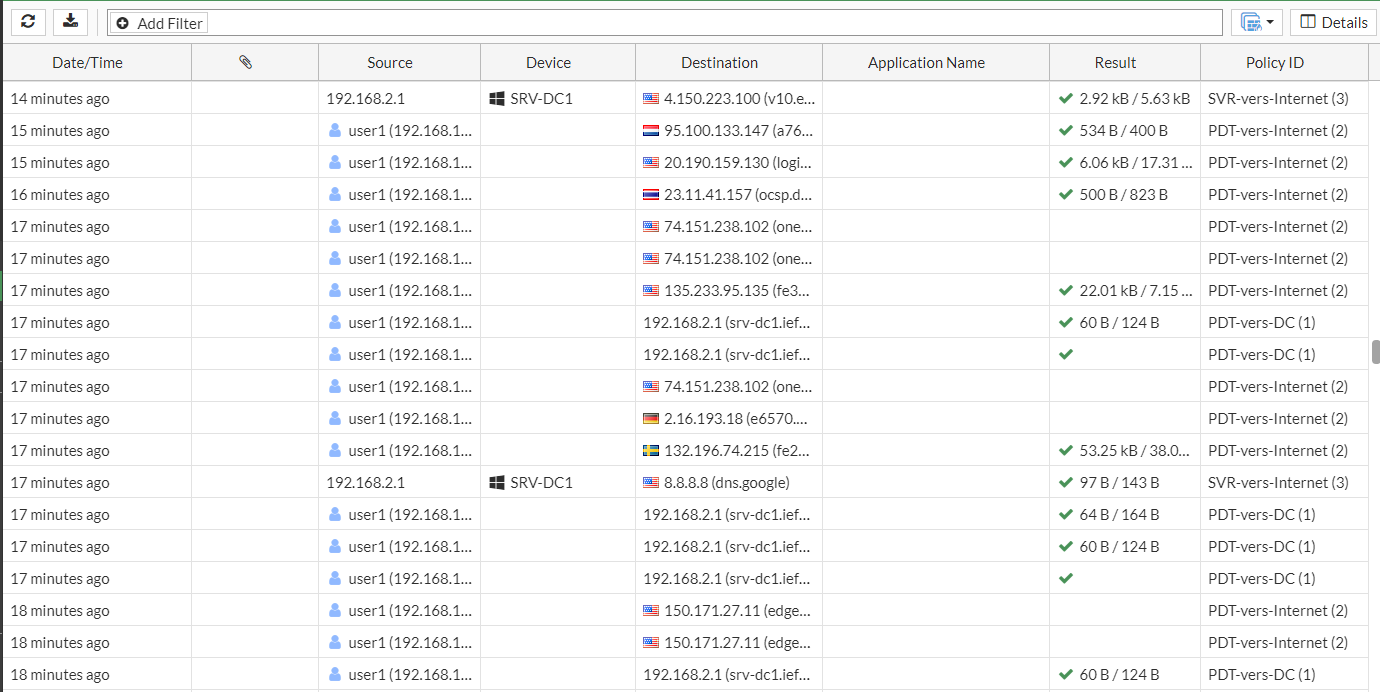 Add Filter Details
Date/Time Source Device Destination Application Name Result Policy ID
14 minutes ago 192.168.2.1 SRV-DC1 4.150.223.100 (v10.e... 2.92 kB / 5.63 kB SVR-vers-Internet (3)
15 minutes ago user1 (192.168.1... 95.100.133.147 (a76... 534 B / 400 B PDT-vers-Internet (2)
15 minutes ago user1 (192.168.1... 20.190.159.130 (logi... 6.06 kB / 17.31 ... PDT-vers-Internet (2)
16 minutes ago user1 (192.168.1... 23.11.41.157 (ocsp.d... 500 B / 823 B PDT-vers-Internet (2)
17 minutes ago user1 (192.168.1... 74.151.238.102 (one... PDT-vers-Internet (2)
17 minutes ago user1 (192.168.1... 74.151.238.102 (one... PDT-vers-Internet (2)
17 minutes ago user1 (192.168.1... 135.233.95.135 (fe3... 22.01 kB / 7.15 ... PDT-vers-Internet (2)
17 minutes ago user1 (192.168.1... 192.168.2.1 (srv-dc1.ief... 60 B / 124 B PDT-vers-DC (1)
17 minutes ago user1 (192.168.1... 192.168.2.1 (srv-dc1.ief... PDT-vers-DC (1)
17 minutes ago user1 (192.168.1... 74.151.238.102 (one... PDT-vers-Internet (2)
17 minutes ago user1 (192.168.1... 2.16.193.18 (e6570.... PDT-vers-Internet (2)
17 minutes ago user1 (192.168.1... 132.196.74.215 (fe2... 53.25 kB / 38.0... PDT-vers-Internet (2)
17 minutes ago 192.168.2.1 SRV-DC1 8.8.8.8 (dns.google) 97 B / 143 B SVR-vers-Internet (3)
17 minutes ago user1 (192.168.1... 192.168.2.1 (srv-dc1.ief... 64 B / 164 B PDT-vers-DC (1)
17 minutes ago user1 (192.168.1... 192.168.2.1 (srv-dc1.ief... 60 B / 124 B PDT-vers-DC (1)
17 minutes ago user1 (192.168.1... 192.168.2.1 (srv-dc1.ief... PDT-vers-DC (1)
18 minutes ago user1 (192.168.1... 150.171.27.11 (edge... PDT-vers-Internet (2)
18 minutes ago user1 (192.168.1... 150.171.27.11 (edge... PDT-vers-Internet (2)
18 minutes ago user1 (192.168.1... 192.168.2.1 (srv-dc1.ief... 60 B / 124 B PDT-vers-DC (1)